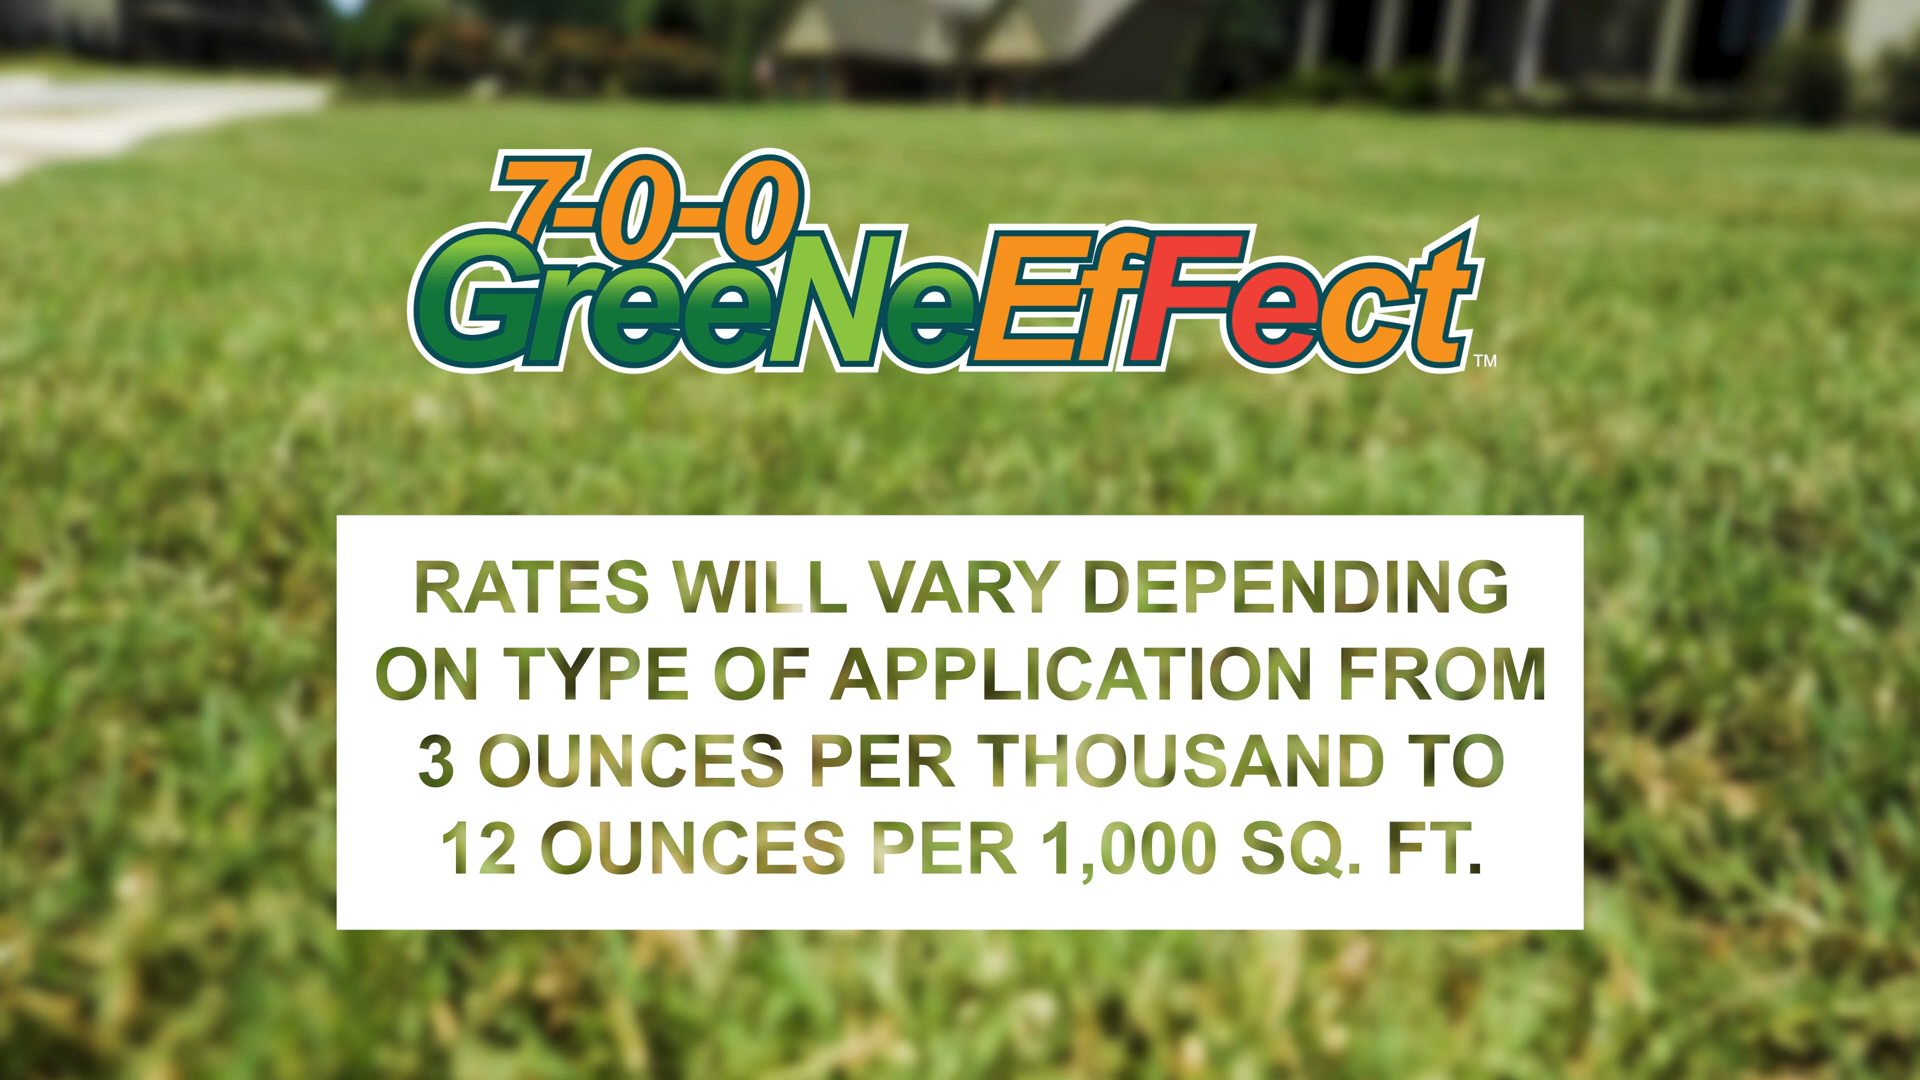 7-0-0
GreeNeEfFect™
RATES WILL VARY DEPENDING
ON TYPE OF APPLICATION FROM
3 OUNCES PER THOUSAND TO
12 OUNCES PER 1,000 SQ. FT.